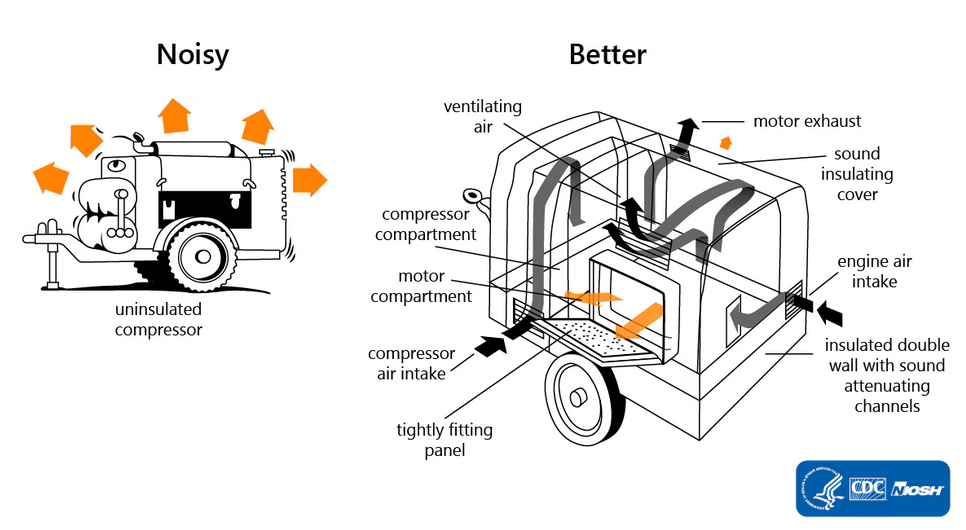 Noisy
Better
uninsulated
compressor
ventilating
air
motor exhaust
sound
insulating
cover
compressor
compartment
motor
compartment
engine air
intake
compressor
air intake
insulated double
wall with sound
attenuating
channels
tightly fitting
panel
CDC
NIOSH